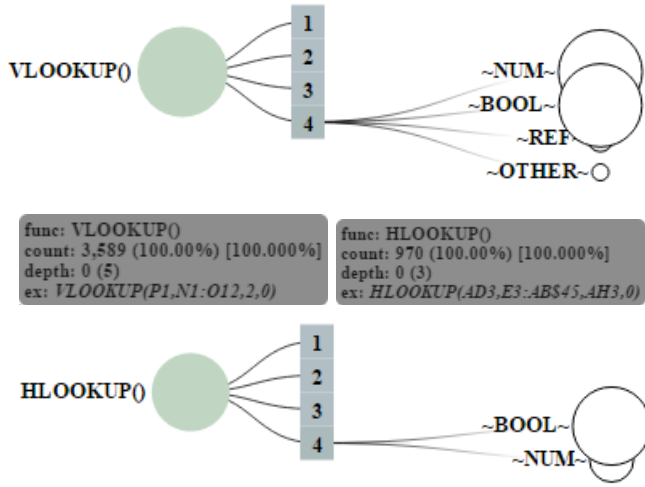 VLOOKUP()
1
2
3
4
~NUM~
~BOOL~
~REF~
~OTHER~
func: VLOOKUP()
count: 3,589 (100.00%) [100.000%]
depth: 0 (5)
ex: VLOOKUP(P1,N1:O12,2,0)
func: HLOOKUP()
count: 970 (100.00%) [100.000%]
depth: 0 (3)
ex: HLOOKUP(AD3,E3:AB$45,AH3,0)
HLOOKUP()
1
2
3
4
~BOOL~
~NUM~